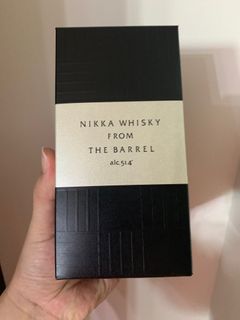 NIKKA WHISKY
FROM
THE BARREL
alc.51.4°